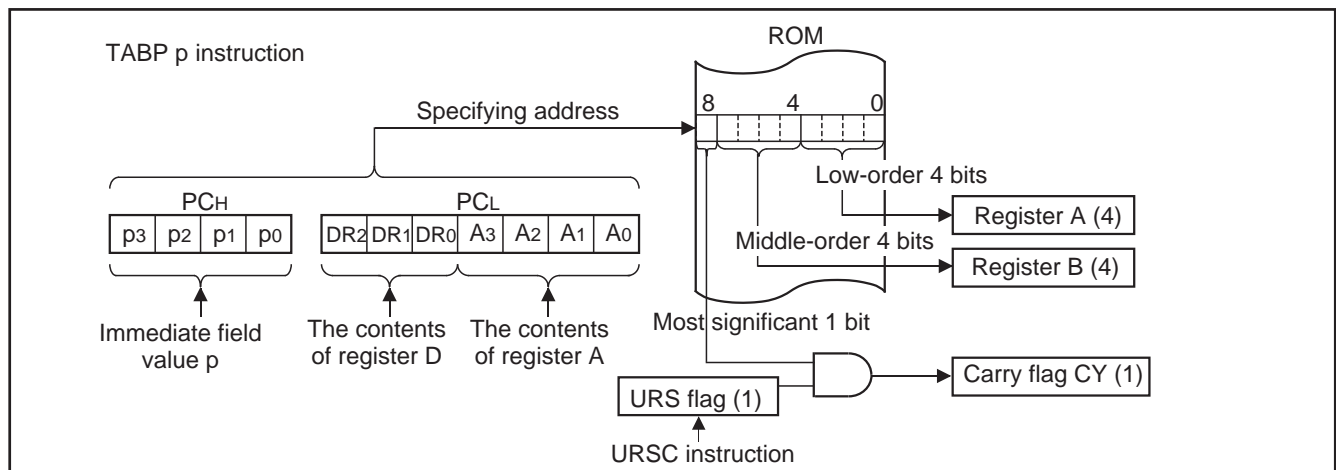 TABP p instruction
ROM
8 4 0
Specifying address
Low-order 4 bits
PCH PCL
p3 p2 p1 p0 DR2 DR1 DR0 A3 A2 A1 A0
Register A (4)
Middle-order 4 bits
Register B (4)
Immediate field
value p
The contents
of register D
The contents
of register A
Most significant 1 bit
Carry flag CY (1)
URS flag (1)
URSC instruction